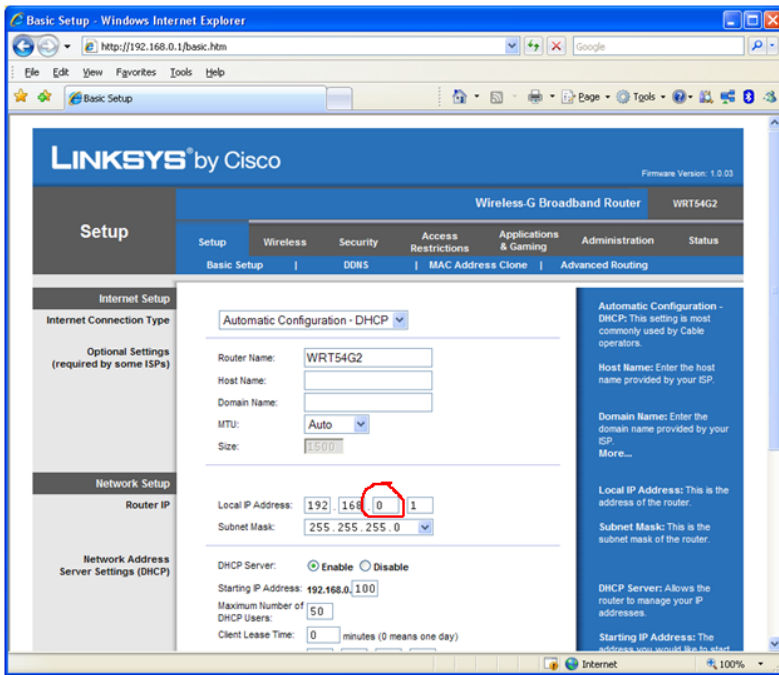 Basic Setup - Windows Internet Explorer
http://192.168.0.1/basic.htm
Google
File Edit View Favorites Tools Help
Basic Setup
Page Tools
LINKSYS® by Cisco
Firmware Version: 1.0.03
Wireless-G Broadband Router WRT54G2
Setup
Setup Wireless Security Access Restrictions Applications & Gaming Administration Status
Basic Setup | DDNS | MAC Address Clone | Advanced Routing
Internet Setup
Internet Connection Type
Automatic Configuration - DHCP
Optional Settings
(required by some ISPs)
Router Name: WRT54G2
Host Name:
Domain Name:
MTU: Auto
Size: 1500
Network Setup
Router IP
Local IP Address: 192 . 168 . 0 1
Subnet Mask: 255.255.255.0
Network Address
Server Settings (DHCP)
DHCP Server: Enable Disable
Starting IP Address: 192.168.0. 100
Maximum Number of
DHCP Users: 50
Client Lease Time: 0 minutes (0 means one day)
Automatic Configuration -
DHCP: This setting is most
commonly used by Cable
operators.
Host Name: Enter the host
name provided by your ISP.
Domain Name: Enter the
domain name provided by your
ISP.
More...
Local IP Address: This is the
address of the router.
Subnet Mask: This is the
subnet mask of the router.
DHCP Server: Allows the
router to manage your IP
addresses.
Starting IP Address: The
address you would like to start
Internet 100%